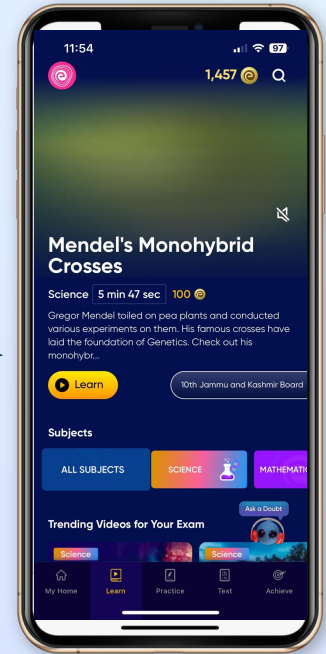 11:54
97
1,457
Mendel's Monohybrid
Crosses
Science 5 min 47 sec 100
Gregor Mendel toiled on pea plants and conducted
various experiments on them. His famous crosses have
laid the foundation of Genetics. Check out his
monohybr...
Learn
10th Jammu and Kashmir Board
Subjects
ALL SUBJECTS
SCIENCE
MATHEMATIC
Ask a Doubt
Trending Videos for Your Exam
Science
Science
My Home
Learn
Practice
Test
Achieve